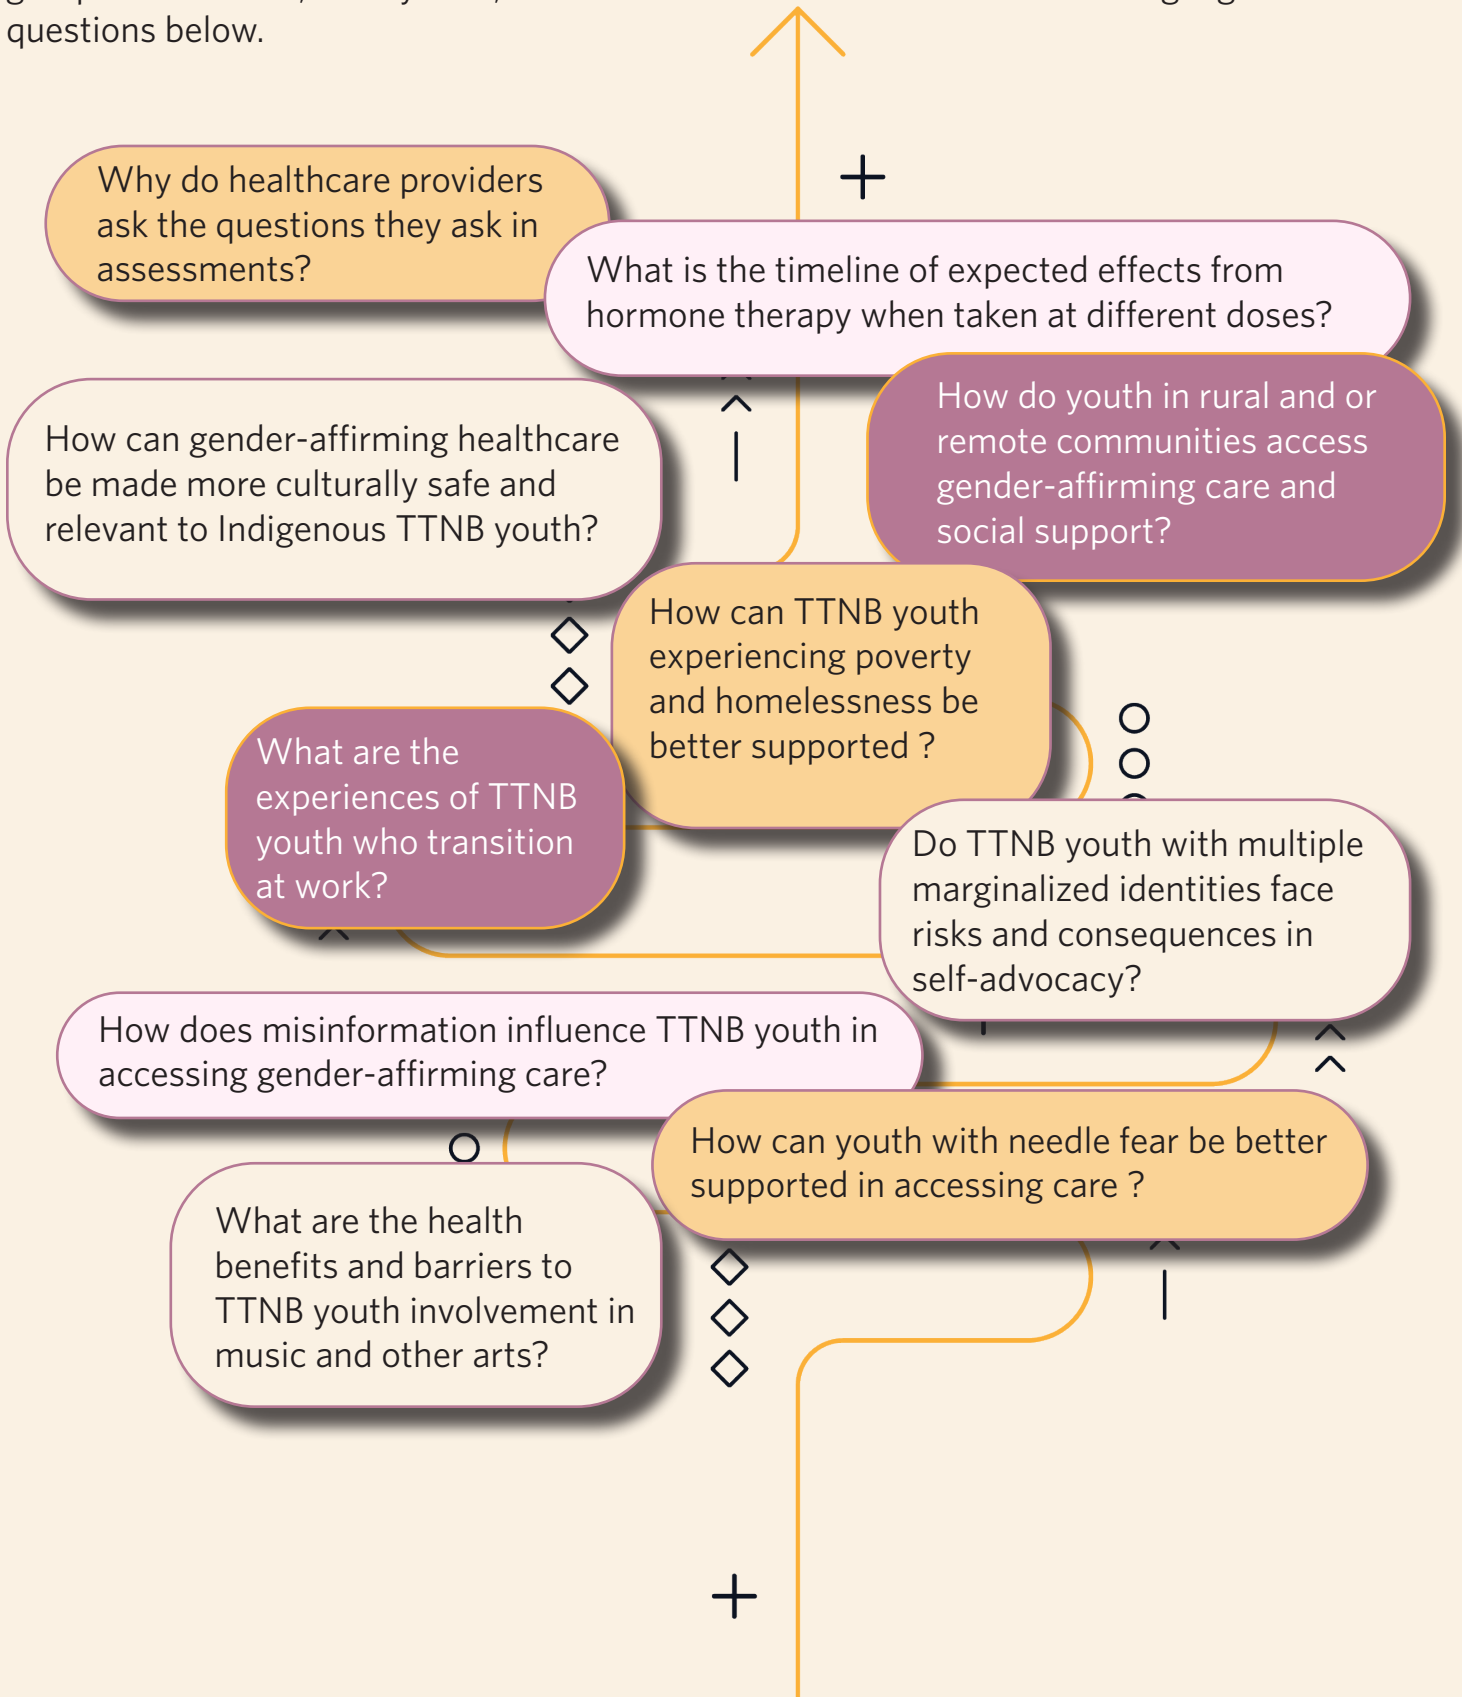 questions below.
Why do healthcare providers
ask the questions they ask in
assessments?
What is the timeline of expected effects from
hormone therapy when taken at different doses?
How do youth in rural and or
remote communities access
gender-affirming care and
social support?
How can gender-affirming healthcare
be made more culturally safe and
relevant to Indigenous TTNB youth?
How can TTNB youth
experiencing poverty
and homelessness be
better supported ?
What are the
experiences of TTNB
youth who transition
at work?
Do TTNB youth with multiple
marginalized identities face
risks and consequences in
self-advocacy?
How does misinformation influence TTNB youth in
accessing gender-affirming care?
How can youth with needle fear be better
supported in accessing care ?
What are the health
benefits and barriers to
TTNB youth involvement in
music and other arts?